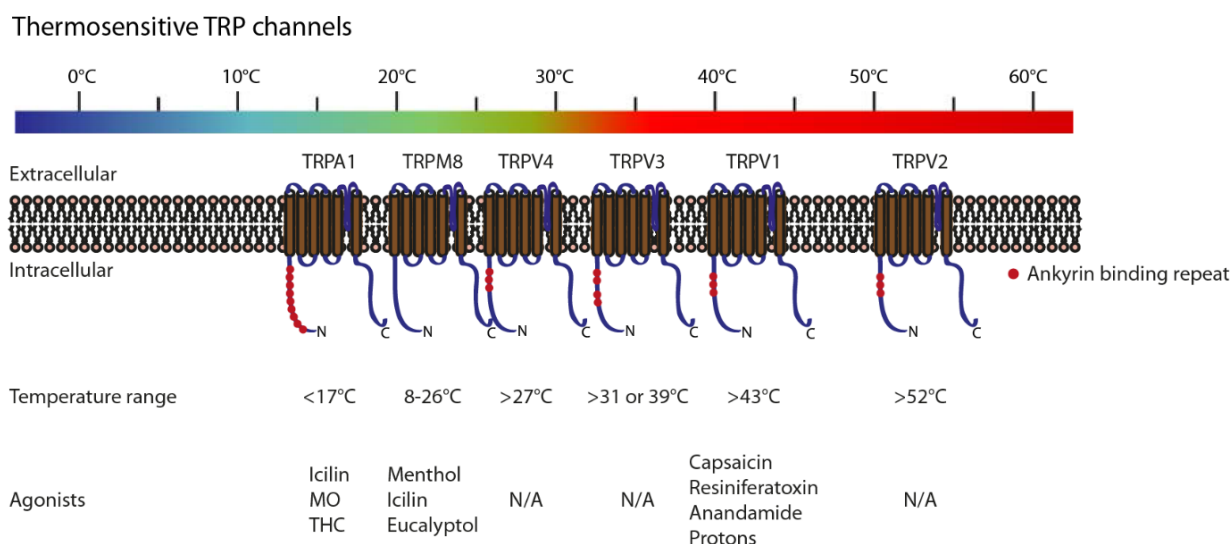 Thermosensitive TRP channels
0°C 10°C 20°C 30°C 40°C 50°C 60°C
TRPA1 TRPM8 TRPV4 TRPV3 TRPV1 TRPV2
Extracellular
Intracellular
Ankyrin binding repeat
N C N C N C N C N C N C
Temperature range <17°C 8-26°C >27°C >31 or 39°C >43°C >52°C
Agonists
Icilin
MO
THC
Menthol
Icilin
Eucalyptol
N/A
N/A
Capsaicin
Resiniferatoxin
Anandamide
Protons
N/A